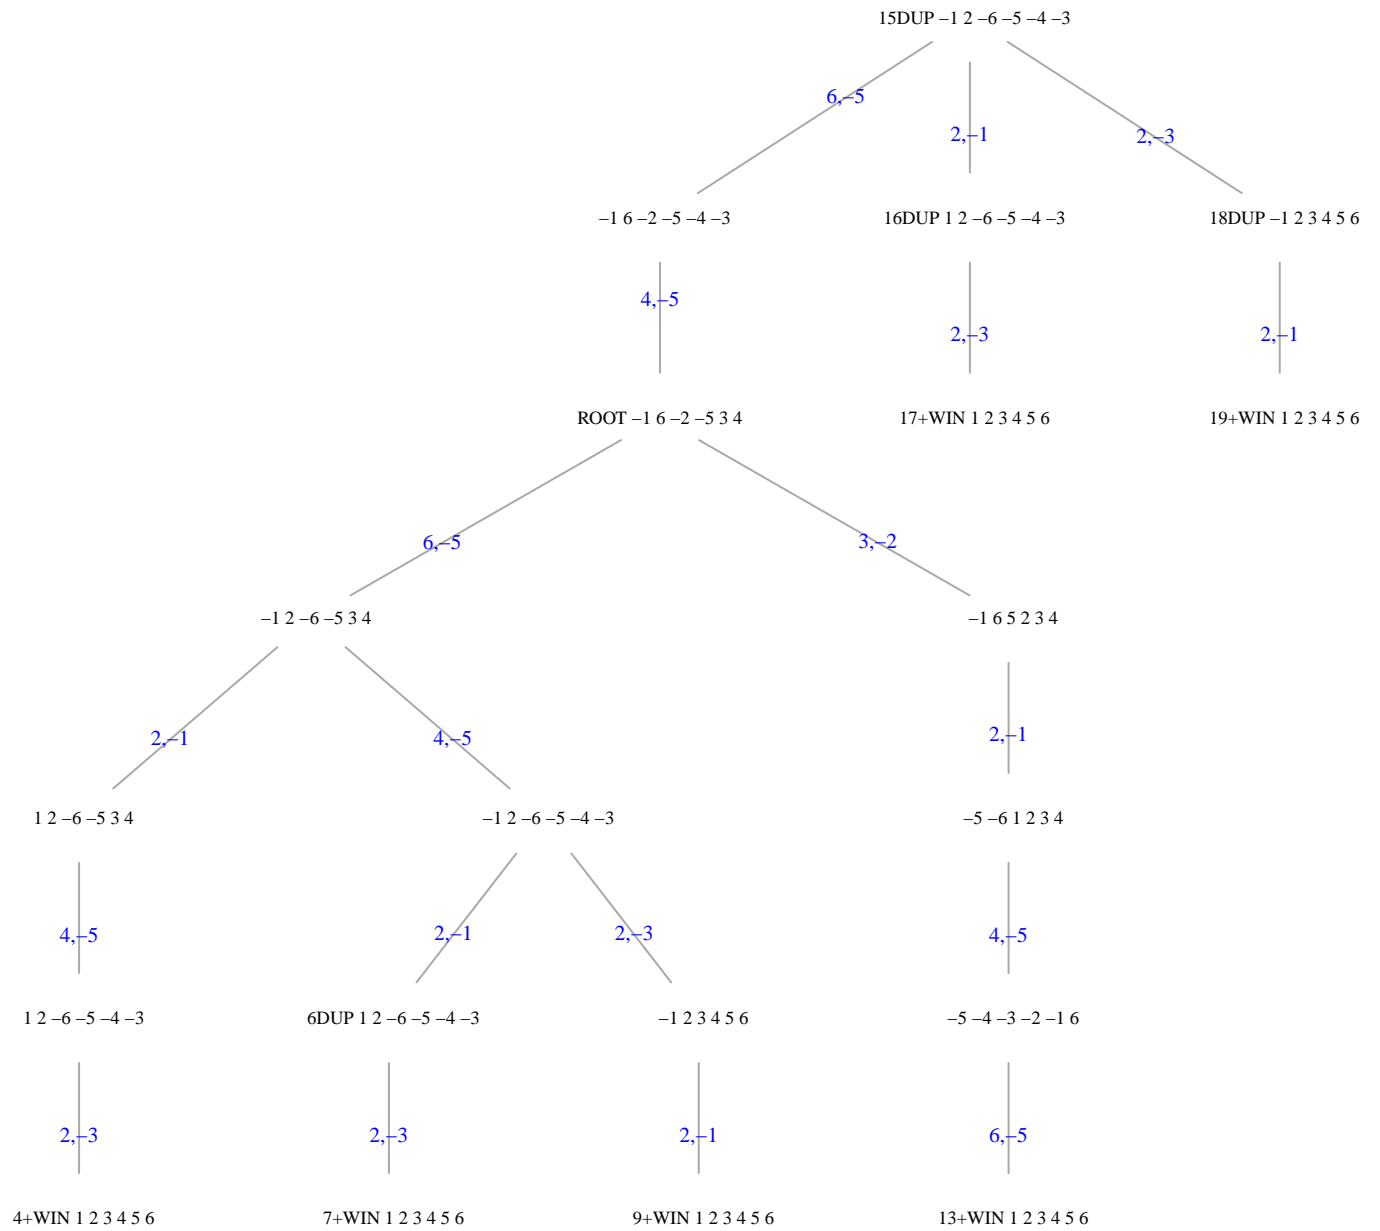 15DUP –1 2 –6 –5 –4 –3
6,–5
2,–1
2,–3
–1 6 –2 –5 –4 –3
16DUP 1 2 –6 –5 –4 –3
18DUP –1 2 3 4 5 6
4,–5
2,–3
2,–1
ROOT –1 6 –2 –5 3 4
17+WIN 1 2 3 4 5 6
19+WIN 1 2 3 4 5 6
6,–5
3,–2
–1 2 –6 –5 3 4
–1 6 5 2 3 4
2,–1
4,–5
2,–1
1 2 –6 –5 3 4
–1 2 –6 –5 –4 –3
–5 –6 1 2 3 4
4,–5
2,–1
2,–3
4,–5
1 2 –6 –5 –4 –3
6DUP 1 2 –6 –5 –4 –3
–1 2 3 4 5 6
–5 –4 –3 –2 –1 6
2,–3
2,–3
2,–1
6,–5
4+WIN 1 2 3 4 5 6
7+WIN 1 2 3 4 5 6
9+WIN 1 2 3 4 5 6
13+WIN 1 2 3 4 5 6